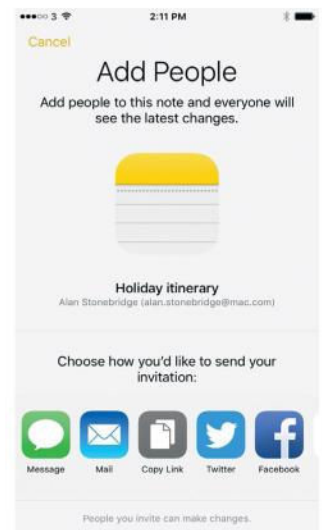 3 2:11 PM
Cancel
Add People
Add people to this note and everyone will
see the latest changes.
Holiday itinerary
Alan Stonebridge (alan.stonebridge@mac.com)
Choose how you'd like to send your
invitation:
Message Mail Copy Link Twitter Facebook
People you invite can make changes.